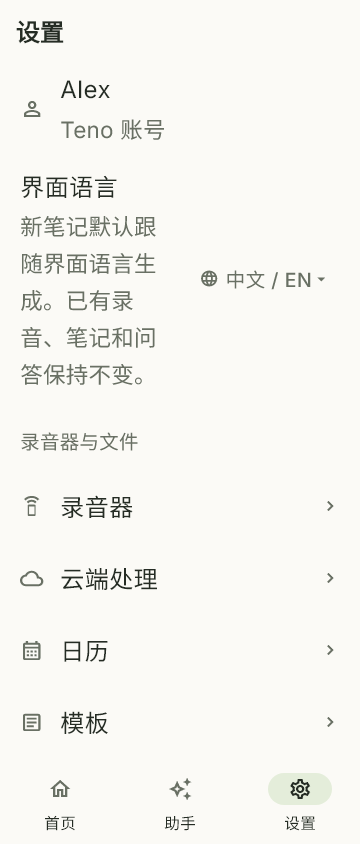 设置
Alex
Teno 账号
界面语言
新笔记默认跟
随界面语言生
成。已有录
音、笔记和问
答保持不变。
中文 / EN
录音器与文件
录音器
云端处理
日历
模板
首页
助手
设置